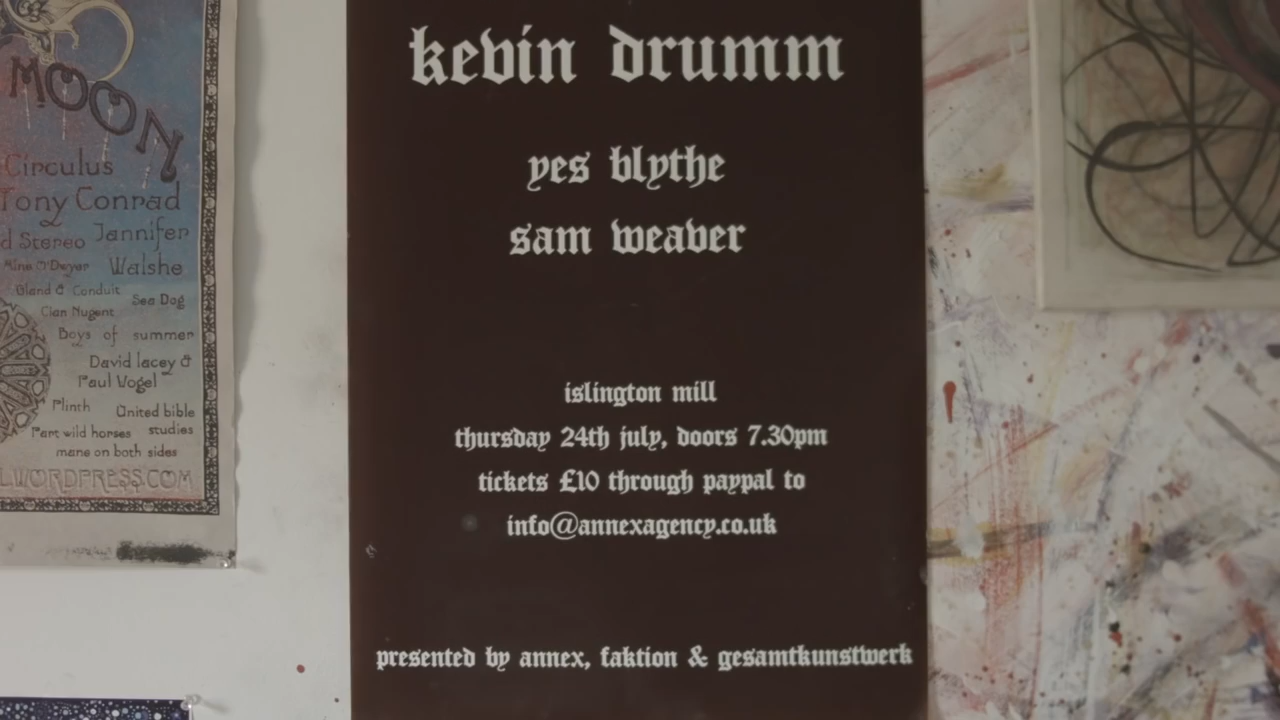 MOON
Circulus
Tony Conrad
d Stereo Jannifer
Walshe
Gland & Conduit
Sea Dog
Clan Nugent
Boys of summer
David lacey &
Paul Vogel
Plinth
United bible
studies
Part wild horses
mane on both sides
LWORDPRESS.COM
kevin drumm
yes blythe
sam weaver
islington mill
thursday 24th july, doors 7.30pm
tickets £10 through paypal to
info@annexagency.co.uk
presented by annex, faktion & gesamtkunstwerk